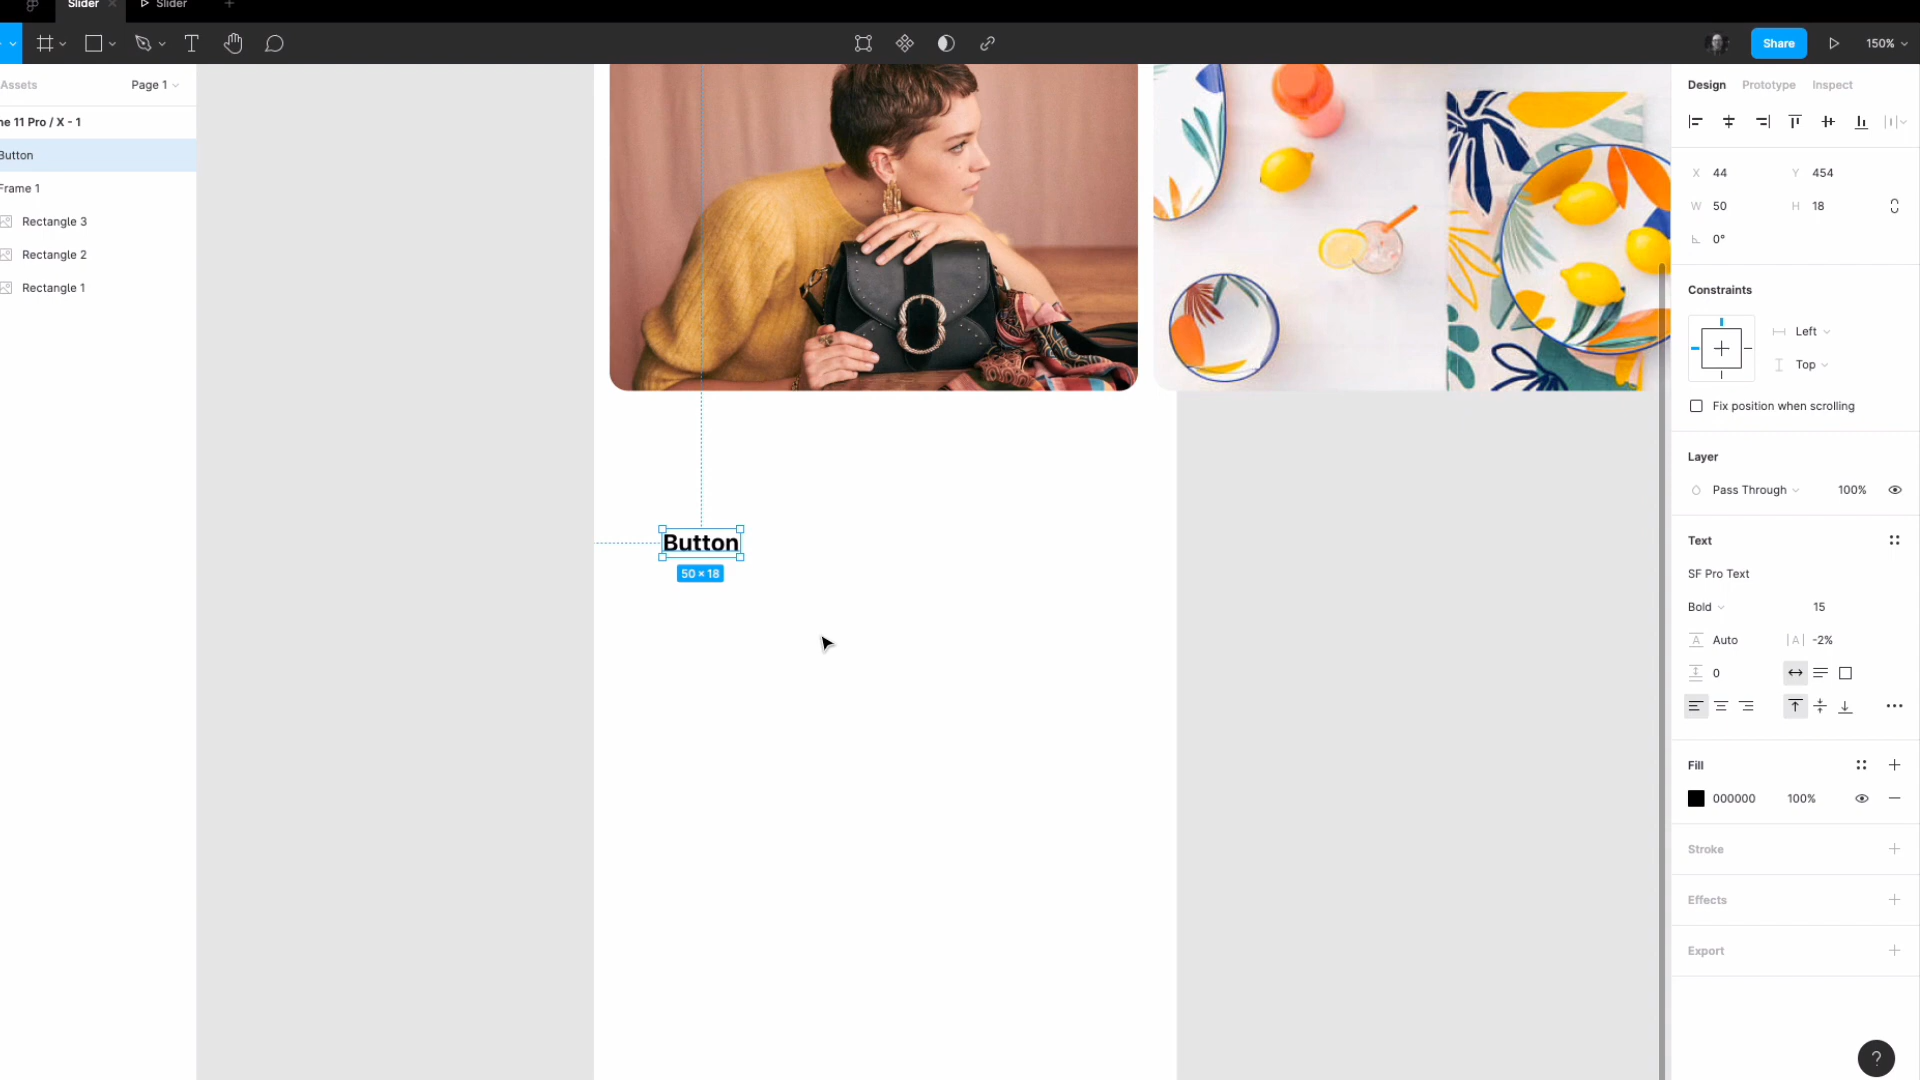 Slider
Slider
Share
150%
Assets
Page 1
ne 11 Pro / X - 1
Button
Frame 1
Rectangle 3
Rectangle 2
Rectangle 1
Button
50 × 18
Design Prototype Inspect
X 44 Y 454
W 50 H 18
0°
Constraints
Left
Top
Fix position when scrolling
Layer
Pass Through 100%
Text
SF Pro Text
Bold 15
A Auto |A| -2%
0
Fill
000000 100%
Stroke
Effects
Export
?